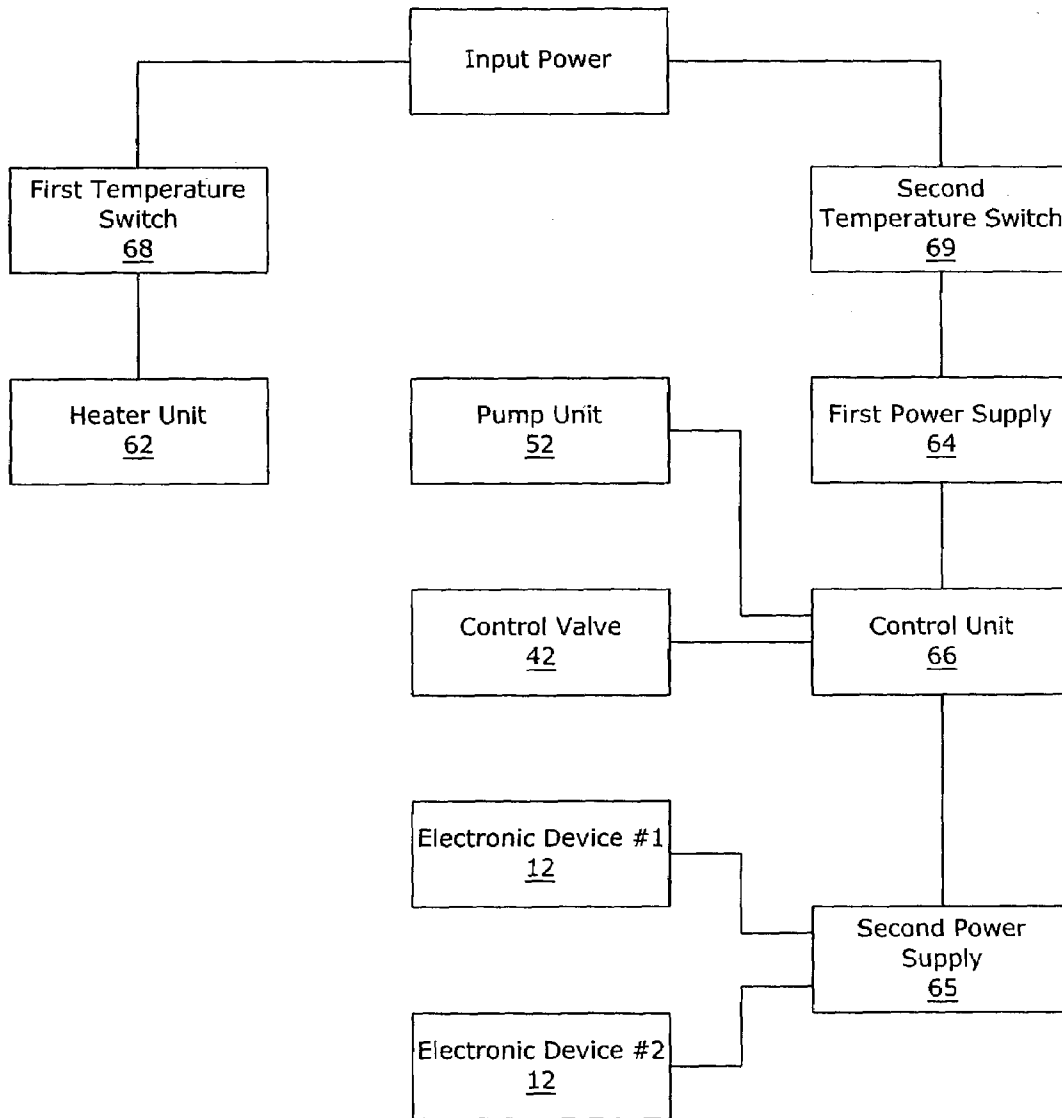 Input Power
First Temperature
Switch
68
Second
Temperature Switch
69
Heater Unit
62
Pump Unit
52
First Power Supply
64
Control Valve
42
Control Unit
66
Electronic Device #1
12
Second Power
Supply
65
Electronic Device #2
12